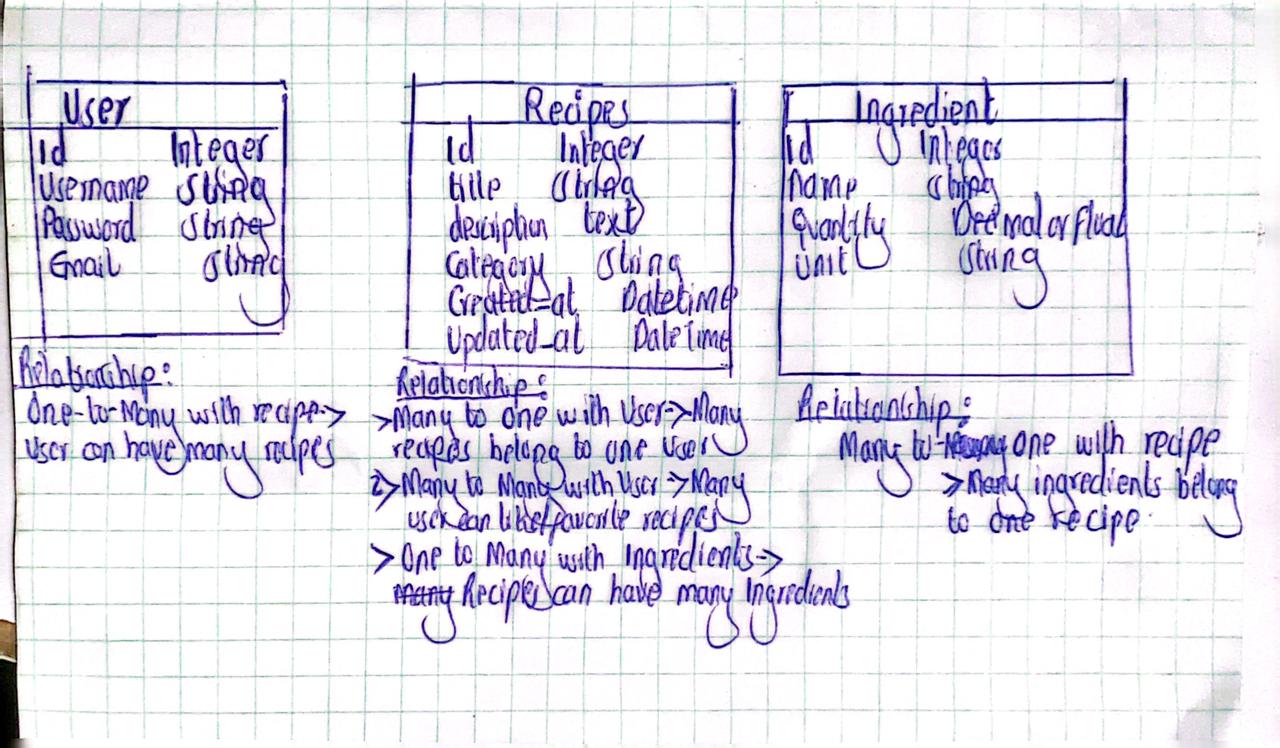 User
id Integer
Username String
Password String
Email String
Relationship:
One-to-Many with recipe->
User can have many recipes
Recipes
id Integer
title String
description text
Category String
Created_at Datetime
Updated_at DateTime
Relationship:
>Many to one with User->Many
recipes belong to one user
2>Many to Many with User->Many
user can like/favorite recipes
>One to Many with Ingredients->
many Recipes can have many Ingredients
Ingredient
id Integer
name String
Quantity Decimal or Float
Unit String
Relationship:
Many to one with recipe
>Many ingredients belong
to one recipe.